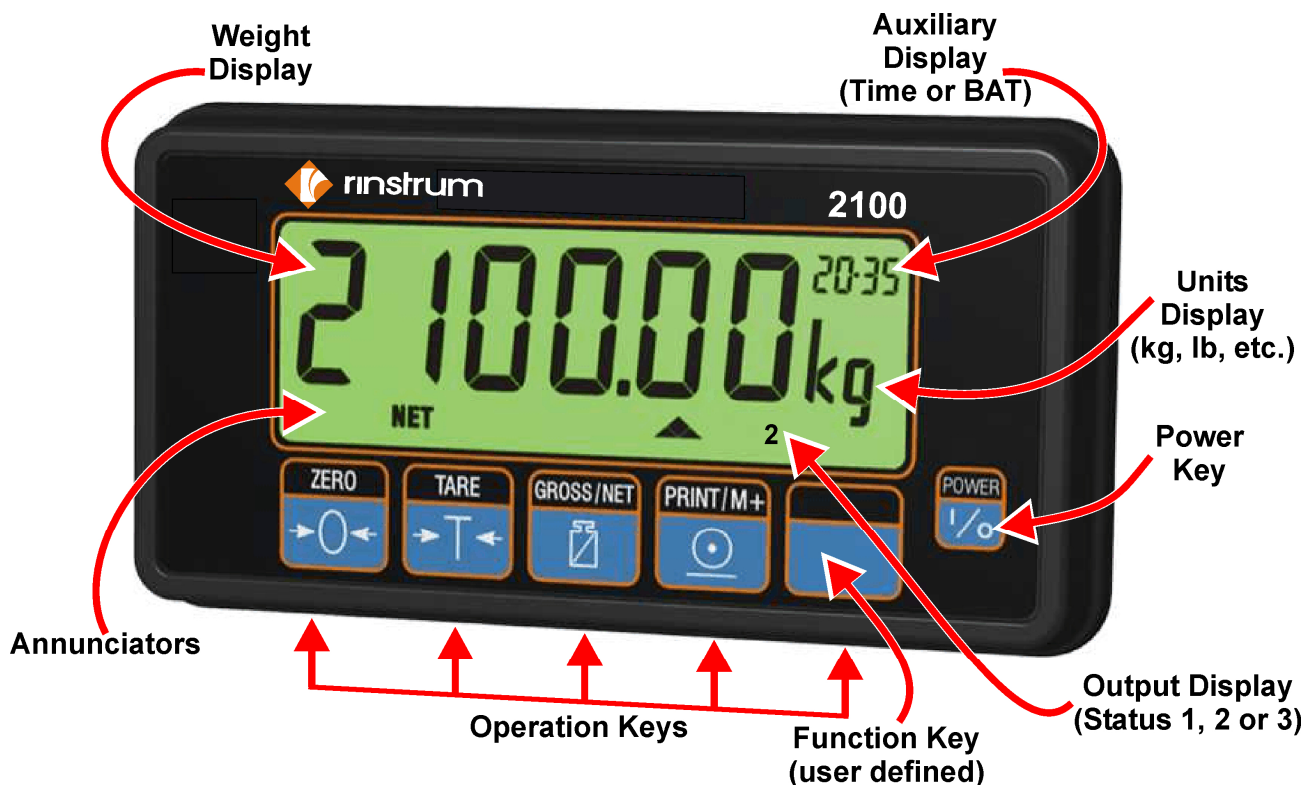 Weight
Display
Auxiliary
Display
(Time or BAT)
rinstrum
2100
2100.00
20·35
kg
Units
Display
(kg, lb, etc.)
NET
2
Power
Key
ZERO
TARE
GROSS/NET
PRINT/M+
POWER
→0←
→T←
I/o
Annunciators
Operation Keys
Function Key
(user defined)
Output Display
(Status 1, 2 or 3)